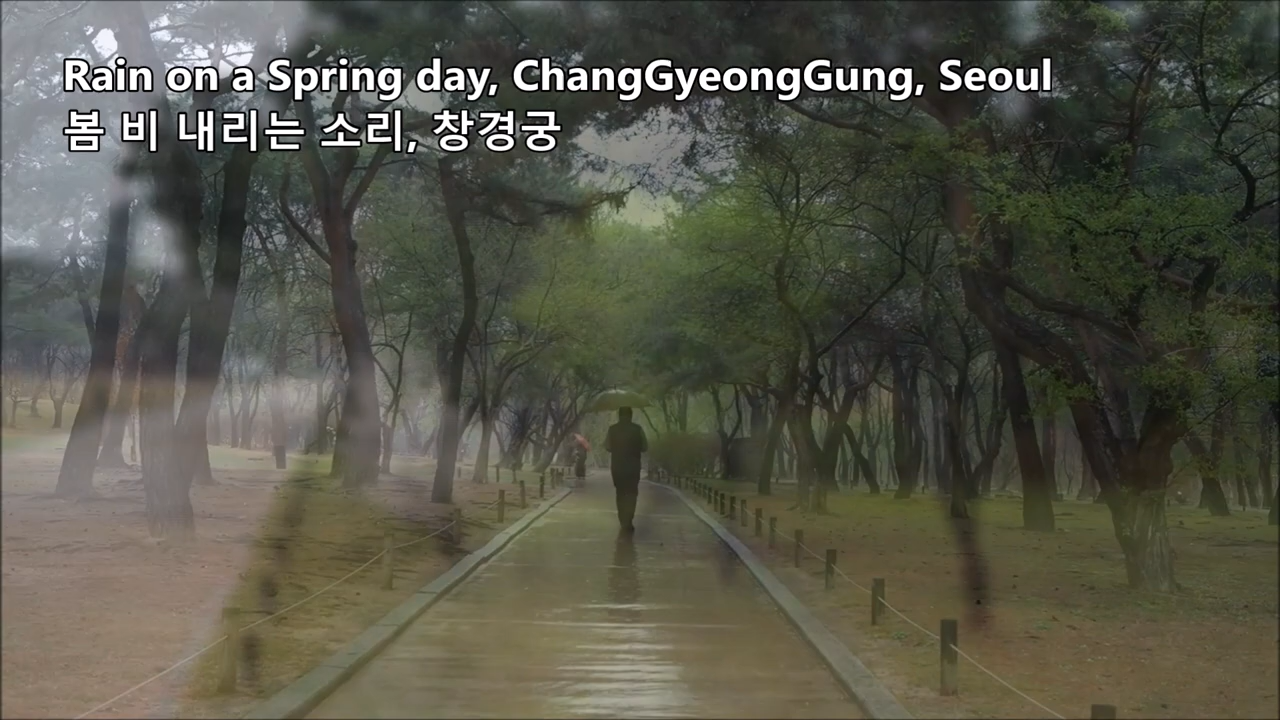 Rain on a Spring day, ChangGyeongGung, Seoul
봄 비 내리는 소리, 창경궁